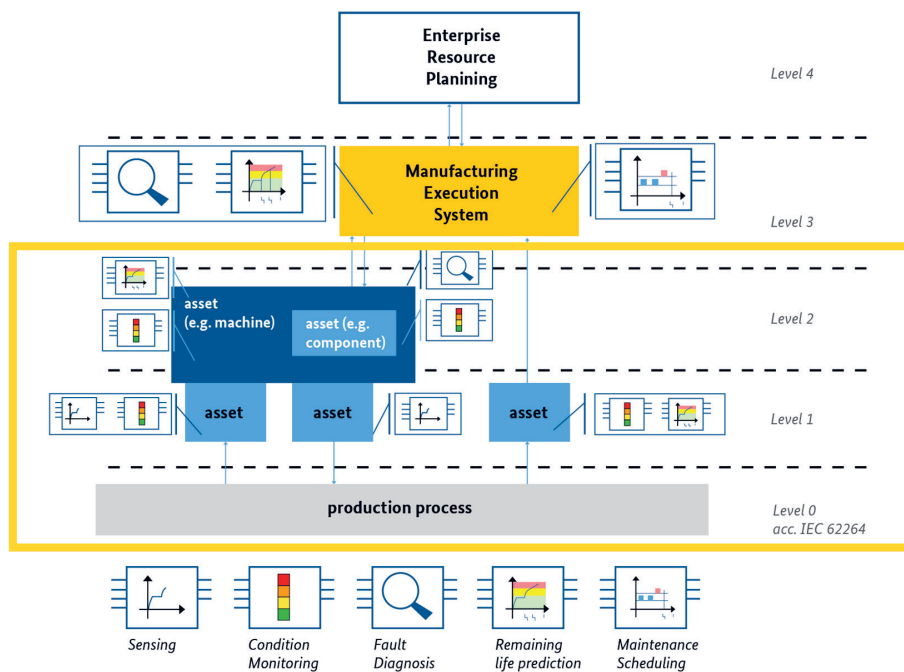 Enterprise
Resource
Planining
Level 4
Manufacturing
Execution
System
Level 3
asset
(e.g. machine)
asset (e.g.
component)
Level 2
asset
asset
asset
Level 1
production process
Level 0
acc. IEC 62264
Sensing
Condition
Monitoring
Fault
Diagnosis
Remaining
life prediction
Maintenance
Scheduling